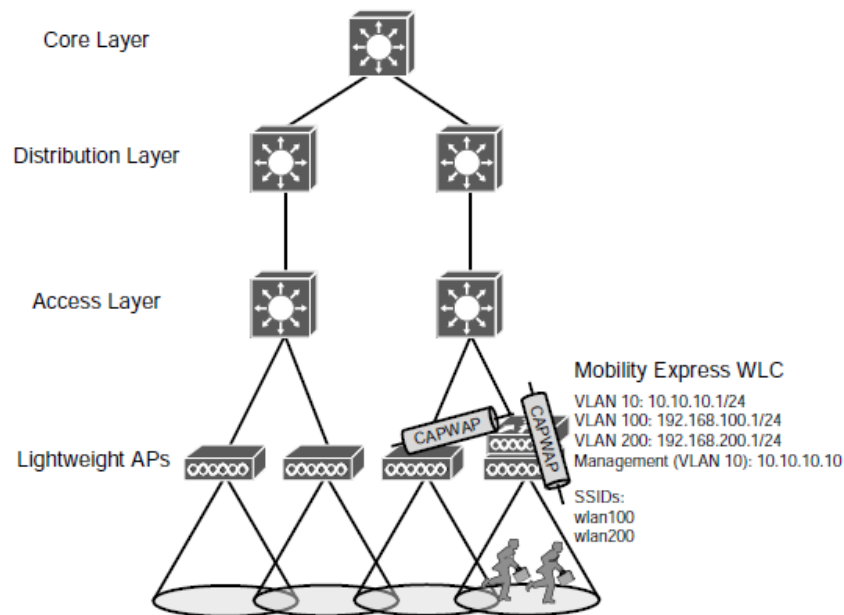 Core Layer
Distribution Layer
Access Layer
Mobility Express WLC
VLAN 10: 10.10.10.1/24
VLAN 100: 192.168.100.1/24
VLAN 200: 192.168.200.1/24
Management (VLAN 10): 10.10.10.10
CAPWAP
CAPWAP
Lightweight APs
SSIDs:
wlan100
wlan200